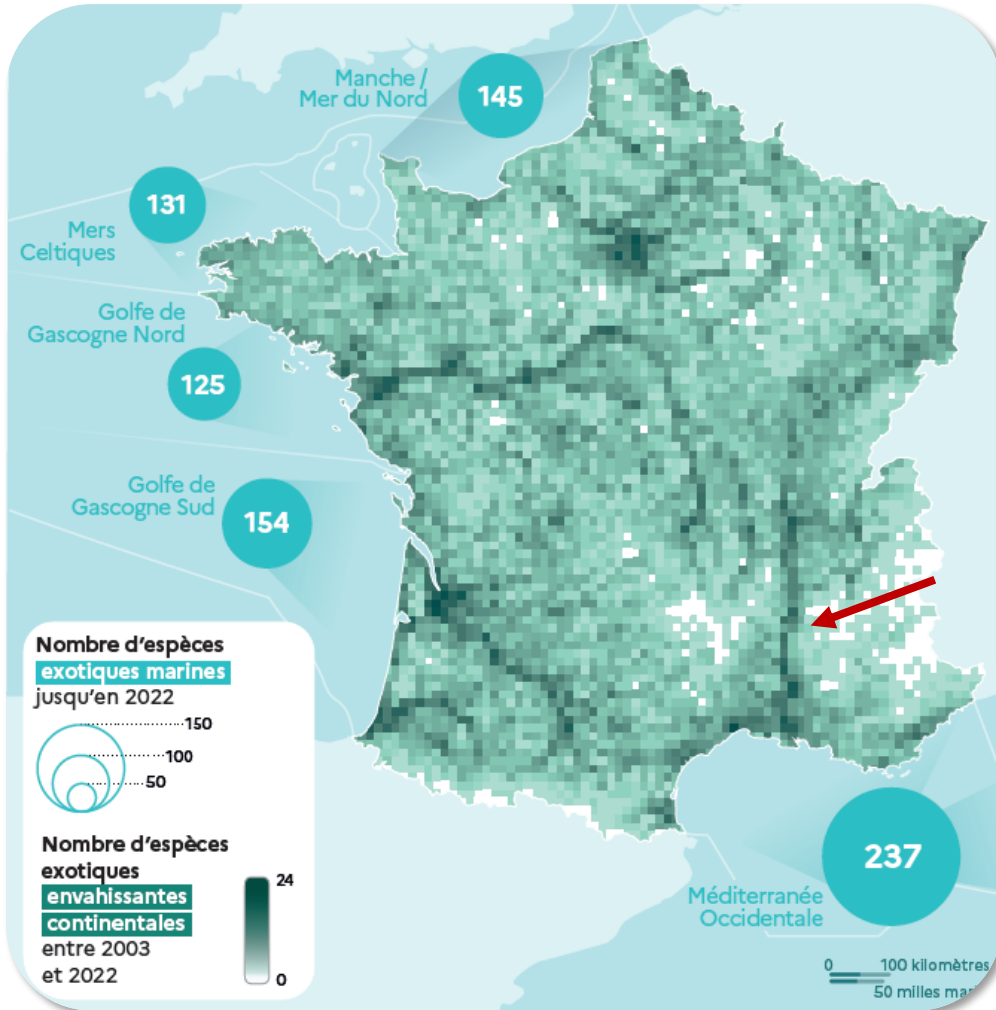 Manche /
Mer du Nord
145
131
Mers
Celtiques
Golfe de
Gascogne Nord
125
Golfe de
Gascogne Sud
154
Nombre d'espèces
exotiques marines
jusqu'en 2022
150
100
50
Nombre d'espèces
exotiques
envahissantes
continentales
entre 2003
et 2022
24
0
237
Méditerranée
Occidentale
0 100 kilomètres
50 milles